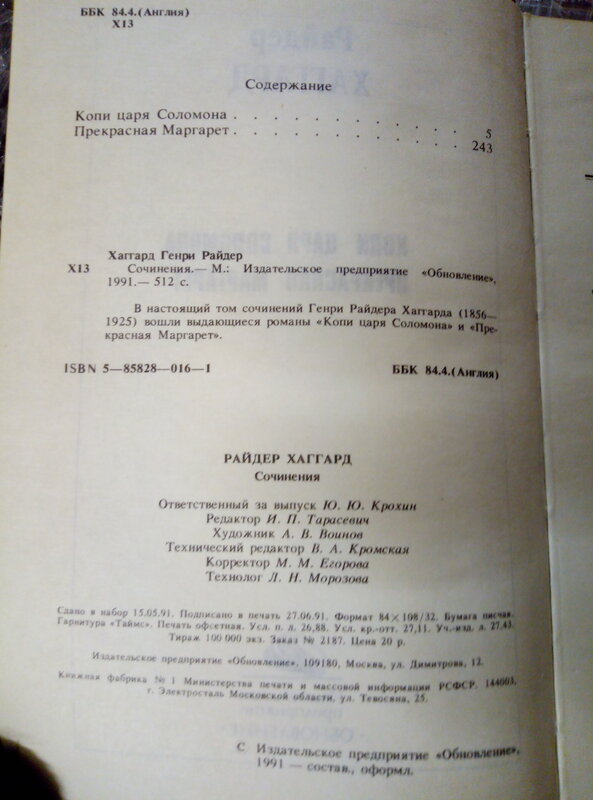 ББК 84.4.(Англия)
Х13
Райдер
ХАГГАРД
Содержание
Копи царя Соломона . . . . . . . . . . 5
Прекрасная Маргарет . . . . . . . . . . 243
КОПИ ЦАРЯ СОЛОМОНА
ПРЕКРАСНАЯ МАРГАРЕТ
Хаггард Генри Райдер
Х13 Сочинения.— М.: Издательское предприятие «Обновление»,
1991.— 512 с.
В настоящий том сочинений Генри Райдера Хаггарда (1856—
1925) вошли выдающиеся романы «Копи царя Соломона» и «Пре-
красная Маргарет».
ISBN 5—85828—016—1 ББК 84.4.(Англия)
РАЙДЕР ХАГГАРД
Сочинения
Ответственный за выпуск Ю. Ю. Крохин
Редактор И. П. Тарасевич
Художник А. В. Воинов
Технический редактор В. А. Кромская
Корректор М. М. Егорова
Технолог Л. Н. Морозова
Сдано в набор 15.05.91. Подписано в печать 27.06.91. Формат 84×108/32. Бумага писчая.
Гарнитура «Таймс». Печать офсетная. Усл. п. л. 26,88. Усл. кр.-отт. 27,11. Уч.-изд. л. 27,43.
Тираж 100 000 экз. Заказ № 2187. Цена 20 р.
Издательское предприятие «Обновление», 109180, Москва, ул. Димитрова, 12.
Книжная фабрика № 1 Министерства печати и массовой информации РСФСР. 144003,
г. Электросталь Московской области, ул. Тевосяна, 25.
С Издательское предприятие «Обновление»,
1991 — состав., оформл.